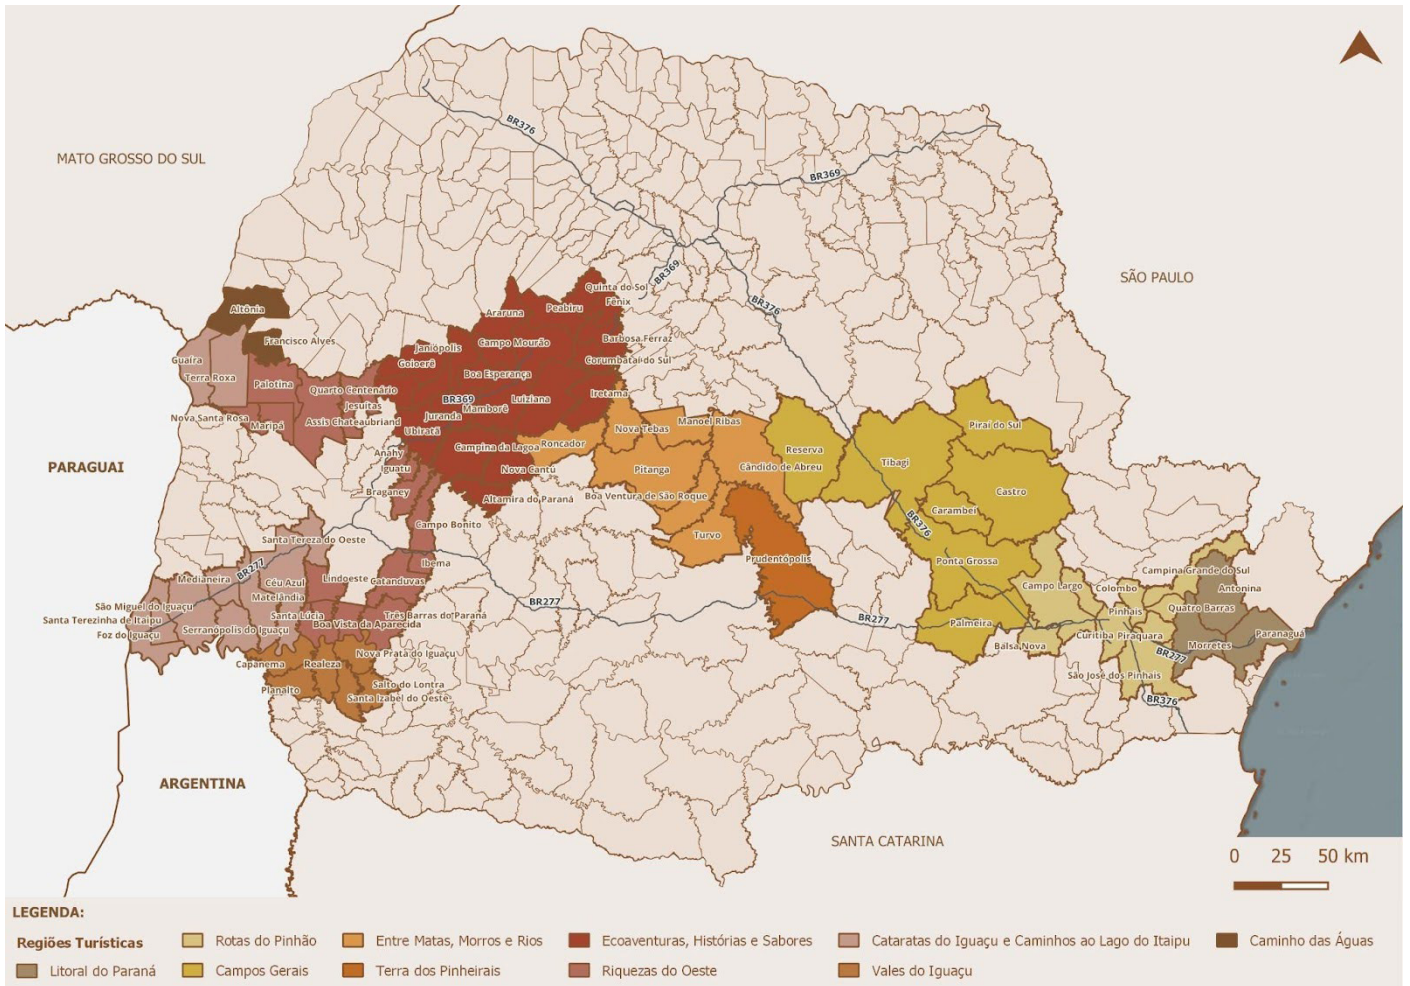 MATO GROSSO DO SUL
SÃO PAULO
PARAGUAI
ARGENTINA
SANTA CATARINA
BR376
BR369
BR369
BR376
BR369
BR376
BR277
BR277
BR277
BR277
BR376
Altônia
Francisco Alves
Guaíra
Terra Roxa
Palotina
Nova Santa Rosa
Maripá
Quarto Centenário
Jesuítas
Assis Chateaubriand
Quinta do Sol
Fênix
Peabiru
Araruna
Janiópolis
Campo Mourão
Barbosa Ferraz
Goioerê
Corumbataí do Sul
Boa Esperança
Iretama
Luiziana
Mamborê
Juranda
Ubiratã
Campina da Lagoa
Roncador
Nova Cantú
Altamira do Paraná
Anahy
Iguatu
Braganey
Campo Bonito
Ibema
Catanduvas
Santa Tereza do Oeste
Lindoeste
Três Barras do Paraná
Santa Lúcia
Boa Vista da Aparecida
Medianeira
Céu Azul
Matelândia
São Miguel do Iguaçu
Santa Terezinha de Itaipu
Foz do Iguaçu
Serranópolis do Iguaçu
Nova Prata do Iguaçu
Capanema
Realeza
Planalto
Salto do Lontra
Santa Izabel do Oeste
Nova Tebas
Manoel Ribas
Pitanga
Cândido de Abreu
Boa Ventura de São Roque
Turvo
Prudentópolis
Reserva
Tibagi
Piraí do Sul
Castro
Carambeí
Ponta Grossa
Palmeira
Campo Largo
Balsa Nova
Colombo
Campina Grande do Sul
Pinhais
Quatro Barras
Antonina
Curitiba
Piraquara
Morretes
Paranaguá
São José dos Pinhais
0 25 50 km
LEGENDA:
Regiões Turísticas
Rotas do Pinhão
Entre Matas, Morros e Rios
Ecoaventuras, Histórias e Sabores
Cataratas do Iguaçu e Caminhos ao Lago do Itaipu
Caminho das Águas
Litoral do Paraná
Campos Gerais
Terra dos Pinheirais
Riquezas do Oeste
Vales do Iguaçu